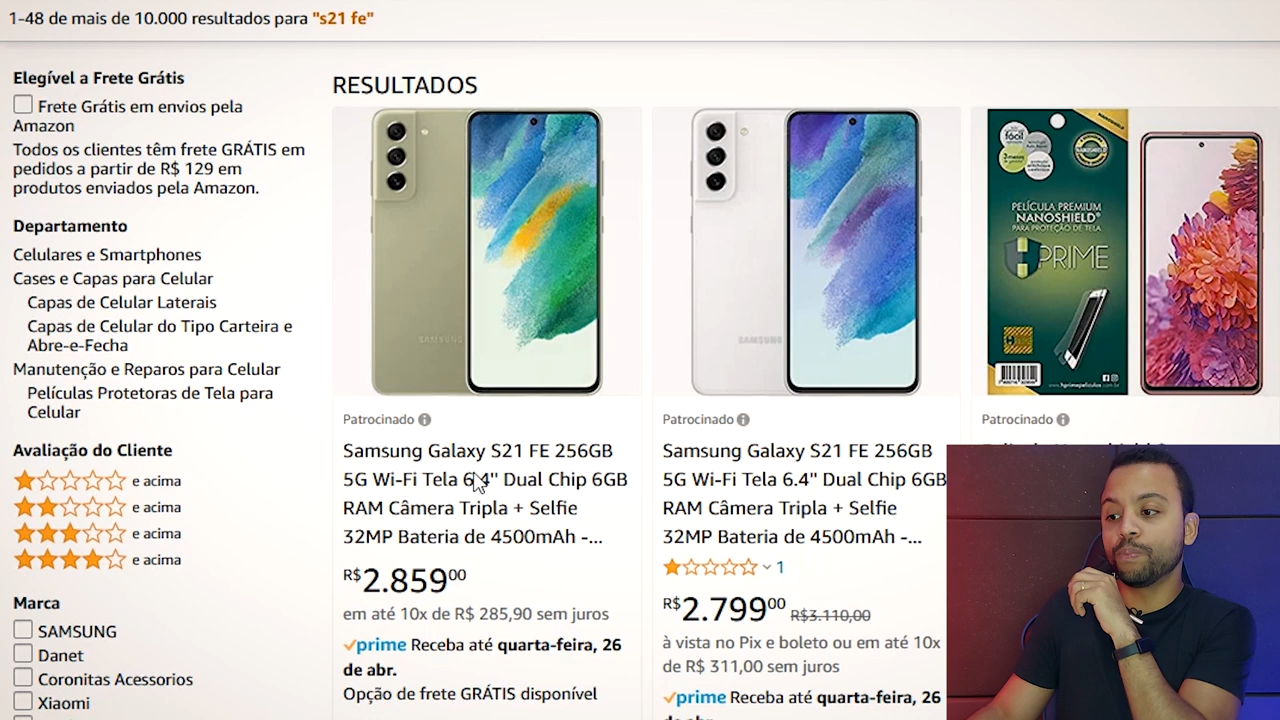 1-48 de mais de 10.000 resultados para "s21 fe"
Elegível a Frete Grátis
Frete Grátis em envios pela
Amazon
Todos os clientes têm frete GRÁTIS em
pedidos a partir de R$ 129 em
produtos enviados pela Amazon.
Departamento
Celulares e Smartphones
Cases e Capas para Celular
Capas de Celular Laterais
Capas de Celular do Tipo Carteira e
Abre-e-Fecha
Manutenção e Reparos para Celular
Películas Protetoras de Tela para
Celular
Avaliação do Cliente
e acima
e acima
e acima
e acima
Marca
SAMSUNG
Danet
Coronitas Acessorios
Xiaomi
RESULTADOS
SAMSUNG
Patrocinado
Samsung Galaxy S21 FE 256GB
5G Wi-Fi Tela 6.4" Dual Chip 6GB
RAM Câmera Tripla + Selfie
32MP Bateria de 4500mAh -...
R$2.85900
em até 10x de R$ 285,90 sem juros
prime Receba até quarta-feira, 26
de abr.
Opção de frete GRÁTIS disponível
SAMSUNG
Patrocinado
Samsung Galaxy S21 FE 256GB
5G Wi-Fi Tela 6.4" Dual Chip 6GB
RAM Câmera Tripla + Selfie
32MP Bateria de 4500mAh -...
1
R$2.79900 R$3.110,00
à vista no Pix e boleto ou em até 10x
de R$ 311,00 sem juros
prime Receba até quarta-feira, 26
de abr.
NANOSHIELD
PELÍCULA PREMIUM
NANOSHIELD®
PARA PROTEÇÃO DE TELA
PRIME
Patrocinado